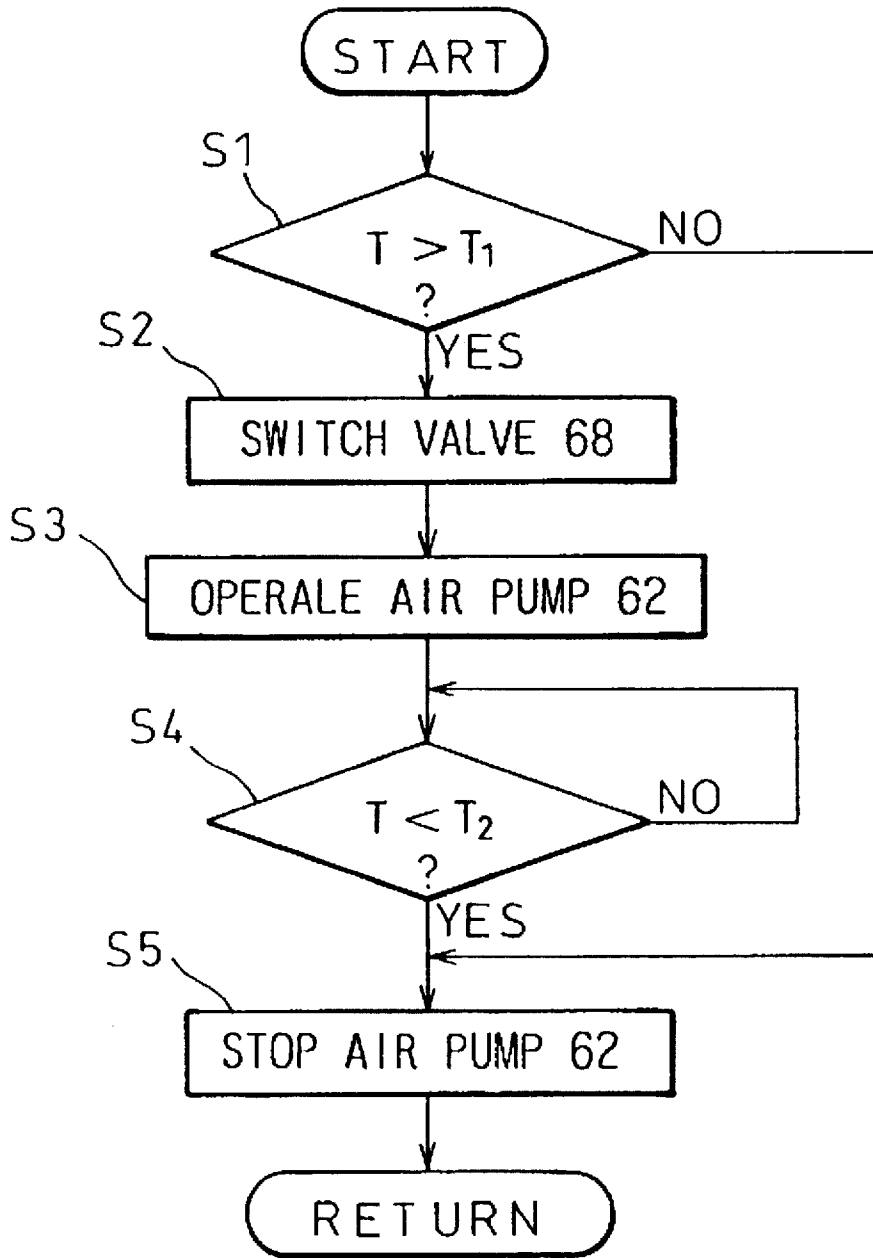 START
S1
T > T1
?
NO
YES
S2
SWITCH VALVE 68
S3
OPERALE AIR PUMP 62
S4
T < T2
?
NO
YES
S5
STOP AIR PUMP 62
RETURN